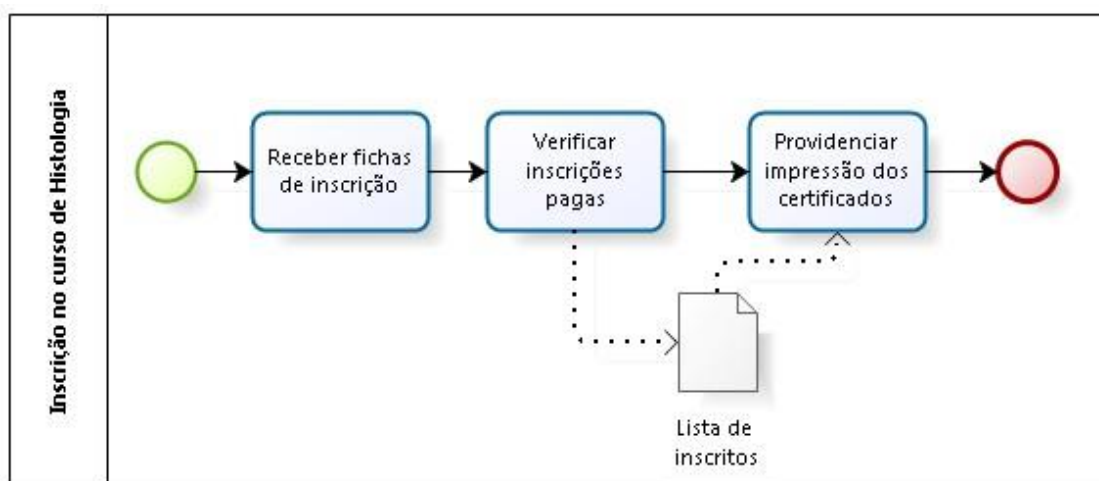 Inscrição no curso de Histologia
Receber fichas
de inscrição
Verificar
inscrições
pagas
Providenciar
impressão dos
certificados
Lista de
inscritos